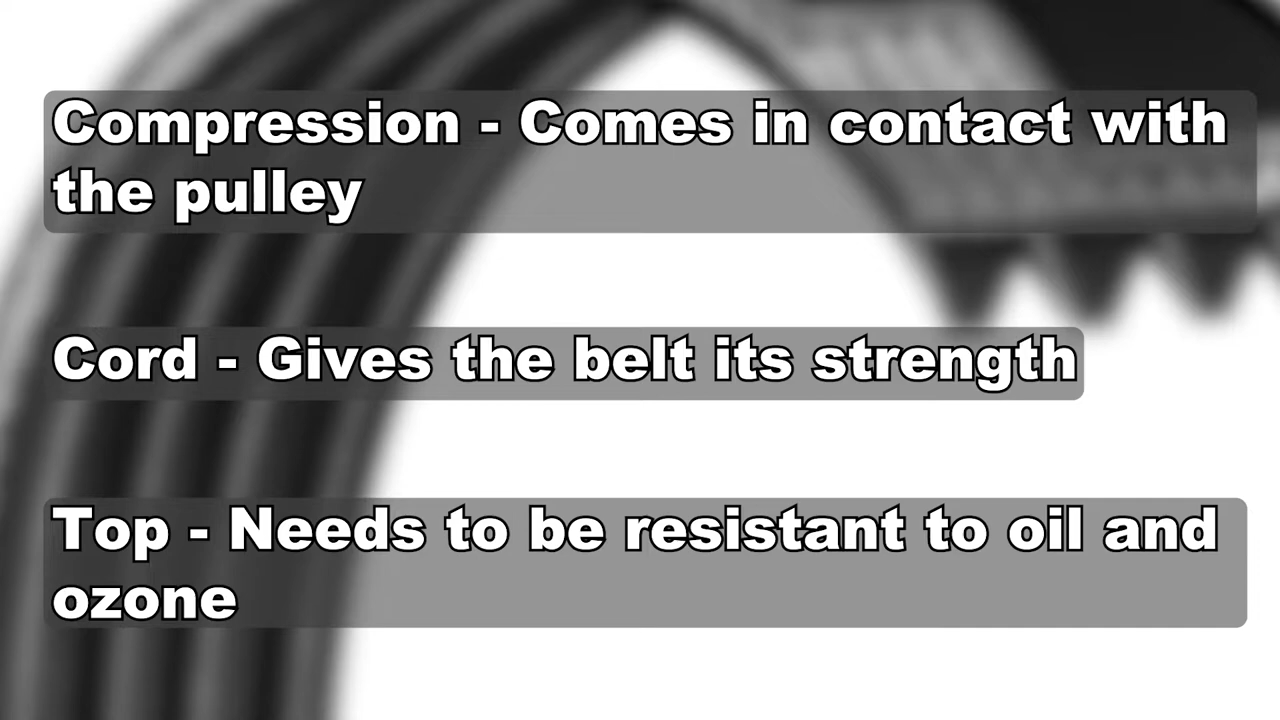 Compression - Comes in contact with
the pulley
Cord - Gives the belt its strength
Top - Needs to be resistant to oil and
ozone